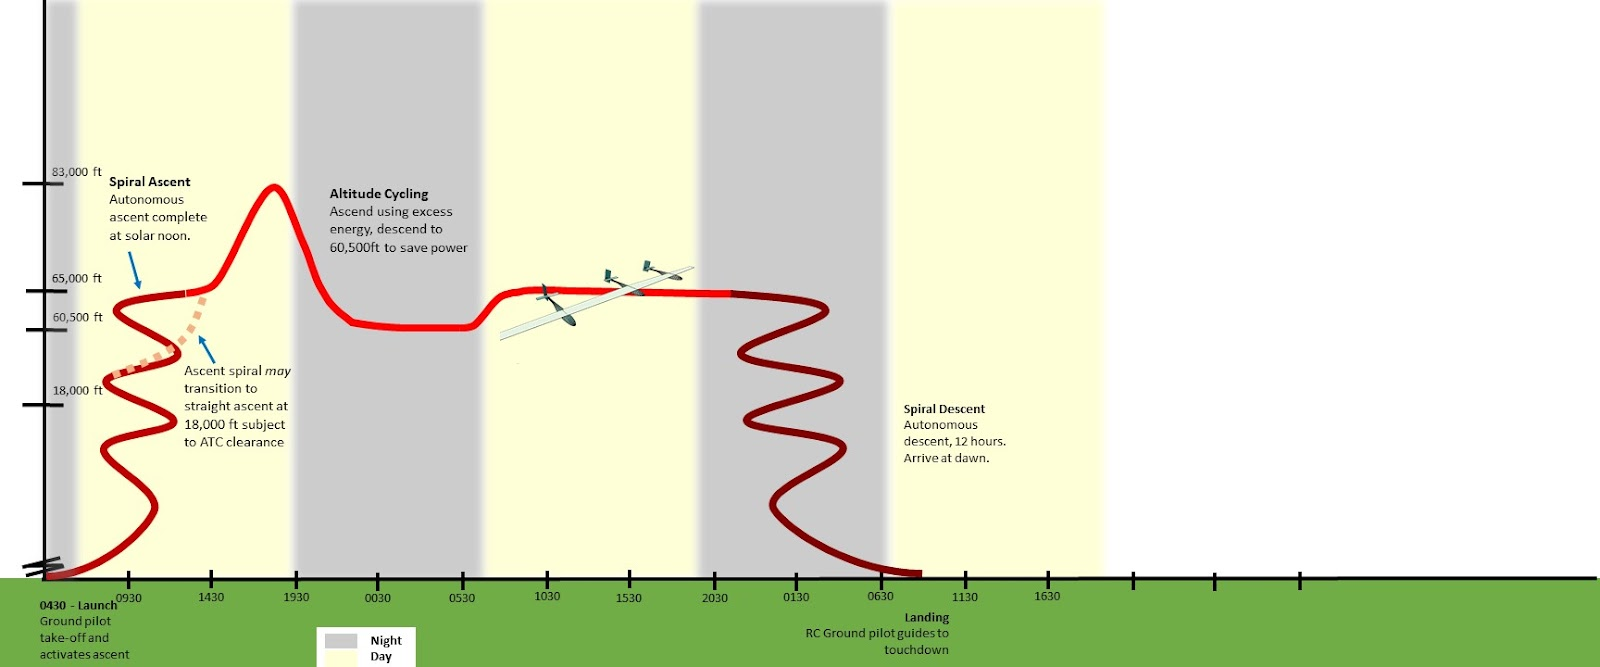 83,000 ft
65,000 ft
60,500 ft
18,000 ft
Spiral Ascent
Autonomous
ascent complete
at solar noon.
Ascent spiral may
transition to
straight ascent at
18,000 ft subject
to ATC clearance
Altitude Cycling
Ascend using excess
energy, descend to
60,500ft to save power
Spiral Descent
Autonomous
descent, 12 hours.
Arrive at dawn.
0930 1430 1930 0030 0530 1030 1530 2030 0130 0630 1130 1630
0430 - Launch
Ground pilot
take-off and
activates ascent
Night
Day
Landing
RC Ground pilot guides to
touchdown